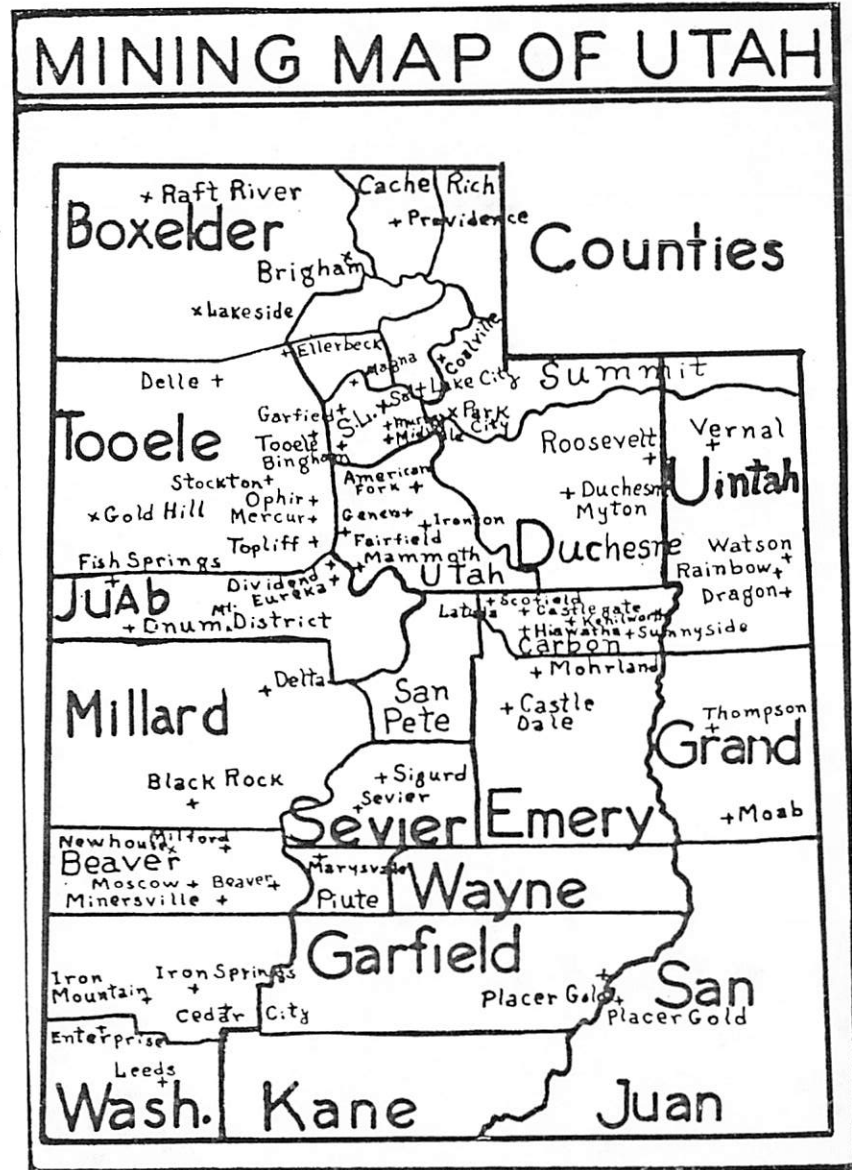 MINING MAP OF UTAH
Cache Rich
+ Raft River
Boxelder
+ Providence
Counties
Brigham
x Lakeside
+ Ellerbeck
Coalville
Magna
Delle +
Summit
Salt Lake City
Garfield
S.L.
Murray
x Park
City
Midvale
Tooele
Tooele
Bingham
Roosevelt
Vernal
American
Fork +
Stockton +
Uintah
+ Duchesne
Myton
x Gold Hill
Ophir +
Mercur +
Geneva +
+ Ironton
Topliff +
Fairfield
Duchesne
Watson
Fish Springs
Mammoth
Utah
Rainbow +
Dividend
Eureka +
Dragon +
JuAb
Mt.
+ Drum District
Latuda
+ Scofield
+ Castlegate
+ Kenilworth
+ Hiawatha
+ Sunnyside
Carbon
+ Mohrland
+ Delta
San
Pete
Millard
+ Castle
Dale
Thompson
Grand
Black Rock
+ Sigurd
Sevier
Sevier
Emery
+ Moab
Newhouse
Milford
Beaver
Marysvale
Moscow +
Beaver +
Minersville +
Piute
Wayne
Garfield
Iron
Mountain +
Iron Springs
Placer Gold
San
Cedar City
Placer Gold
Enterprise
Leeds
Wash.
Kane
Juan